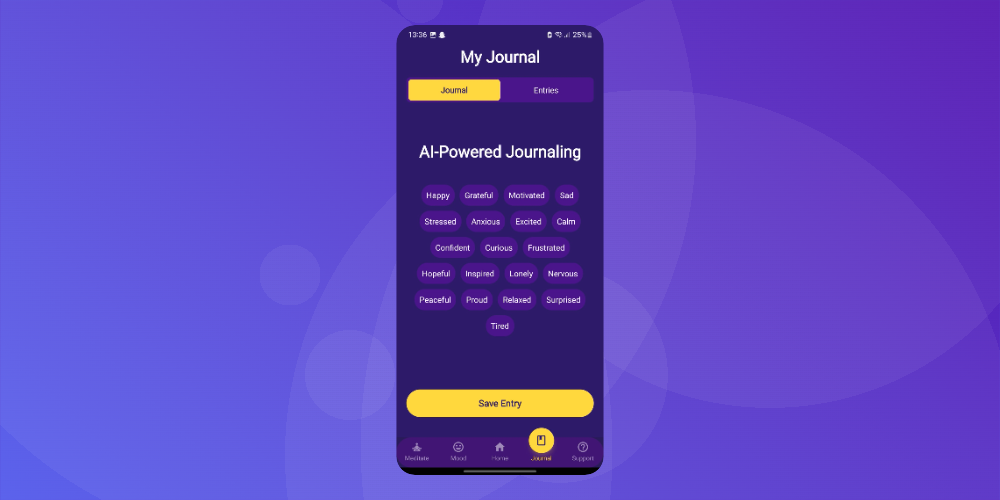 13:36 25%
My Journal
Journal Entries
AI-Powered Journaling
Happy Grateful Motivated Sad
Stressed Anxious Excited Calm
Confident Curious Frustrated
Hopeful Inspired Lonely Nervous
Peaceful Proud Relaxed Surprised
Tired
Save Entry
Meditate Mood Home Journal Support